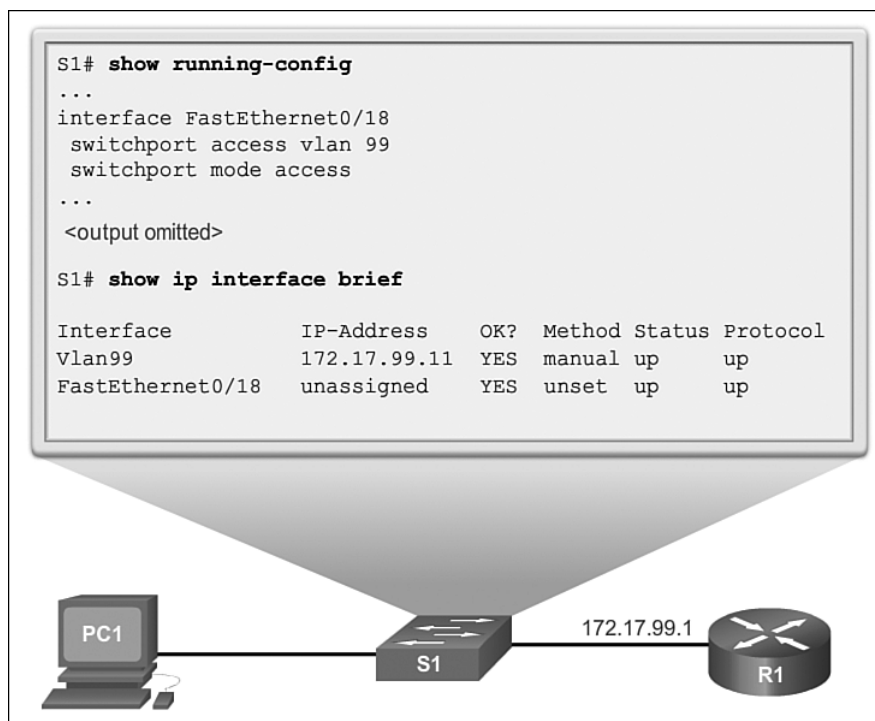 S1# show running-config
...
interface FastEthernet0/18
switchport access vlan 99
switchport mode access
...
<output omitted>
S1# show ip interface brief
Interface IP-Address OK? Method Status Protocol
Vlan99 172.17.99.11 YES manual up up
FastEthernet0/18 unassigned YES unset up up
PC1
S1
172.17.99.1
R1